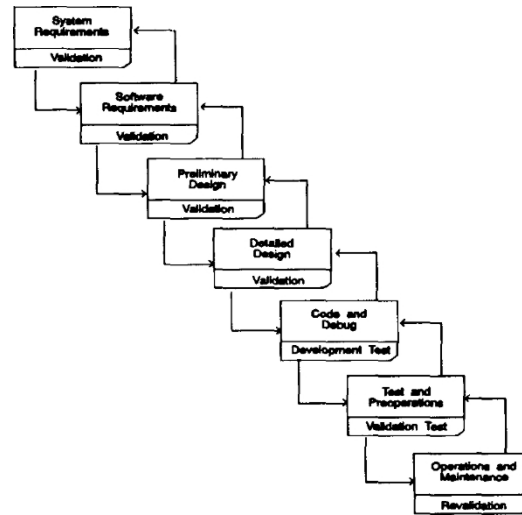 System
Requirements
Validation
Software
Requirements
Validation
Preliminary
Design
Validation
Detailed
Design
Validation
Code and
Debug
Development Test
Test and
Preoperations
Validation Test
Operations and
Maintenance
Revalidation